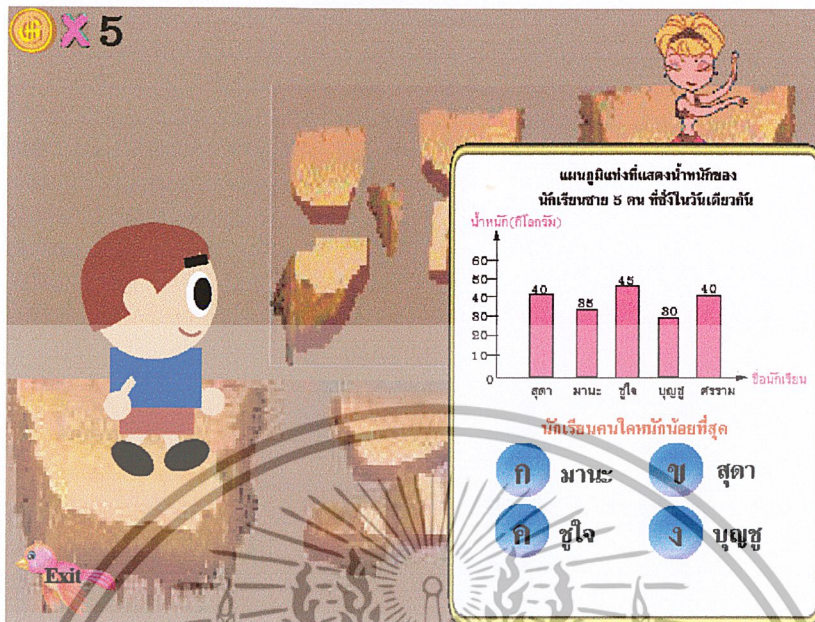 X 5
แผนภูมิแท่งที่แสดงน้ำหนักของ
นักเรียนชาย 5 คน ที่ชั่งในวันเดียวกัน
น้ำหนัก(กิโลกรัม)
60
50
40
30
20
10
0
40
35
45
30
40
สุดา
มานะ
ชูใจ
บุญชู
ศรราม
ชื่อนักเรียน
นักเรียนคนใดหนักน้อยที่สุด
ก มานะ
ข สุดา
ค ชูใจ
ง บุญชู
Exit